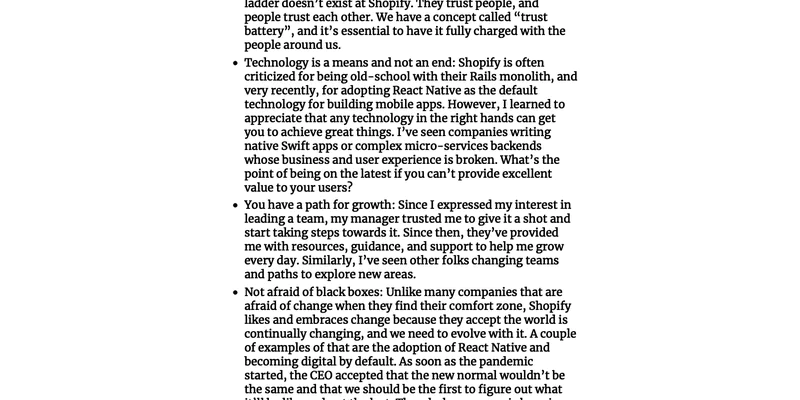 ladder doesn't exist at Shopify. They trust people, and
people trust each other. We have a concept called “trust
battery”, and it's essential to have it fully charged with the
people around us.
• Technology is a means and not an end: Shopify is often
criticized for being old-school with their Rails monolith, and
very recently, for adopting React Native as the default
technology for building mobile apps. However, I learned to
appreciate that any technology in the right hands can get
you to achieve great things. I've seen companies writing
native Swift apps or complex micro-services backends
whose business and user experience is broken. What's the
point of being on the latest if you can't provide excellent
value to your users?
• You have a path for growth: Since I expressed my interest in
leading a team, my manager trusted me to give it a shot and
start taking steps towards it. Since then, they've provided
me with resources, guidance, and support to help me grow
every day. Similarly, I've seen other folks changing teams
and paths to explore new areas.
• Not afraid of black boxes: Unlike many companies that are
afraid of change when they find their comfort zone, Shopify
likes and embraces change because they accept the world is
continually changing, and we need to evolve with it. A couple
of examples of that are the adoption of React Native and
becoming digital by default. As soon as the pandemic
started, the CEO accepted that the new normal wouldn't be
the same and that we should be the first to figure out what